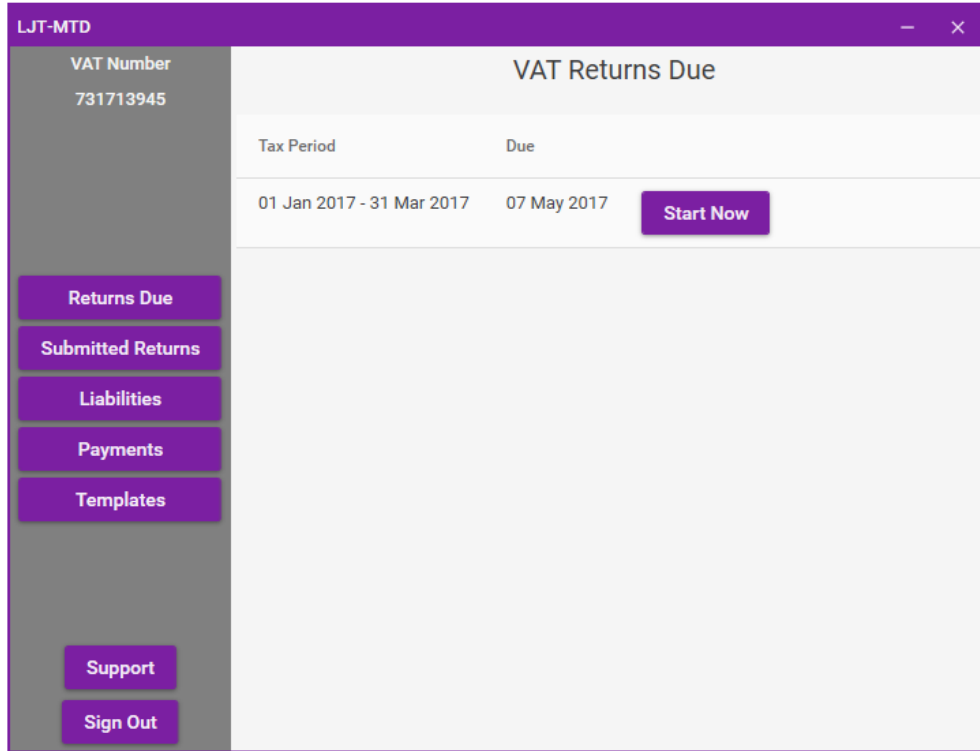 LJT-MTD
VAT Number
731713945
Returns Due
Submitted Returns
Liabilities
Payments
Templates
Support
Sign Out
VAT Returns Due
Tax Period Due
01 Jan 2017 - 31 Mar 2017 07 May 2017 Start Now